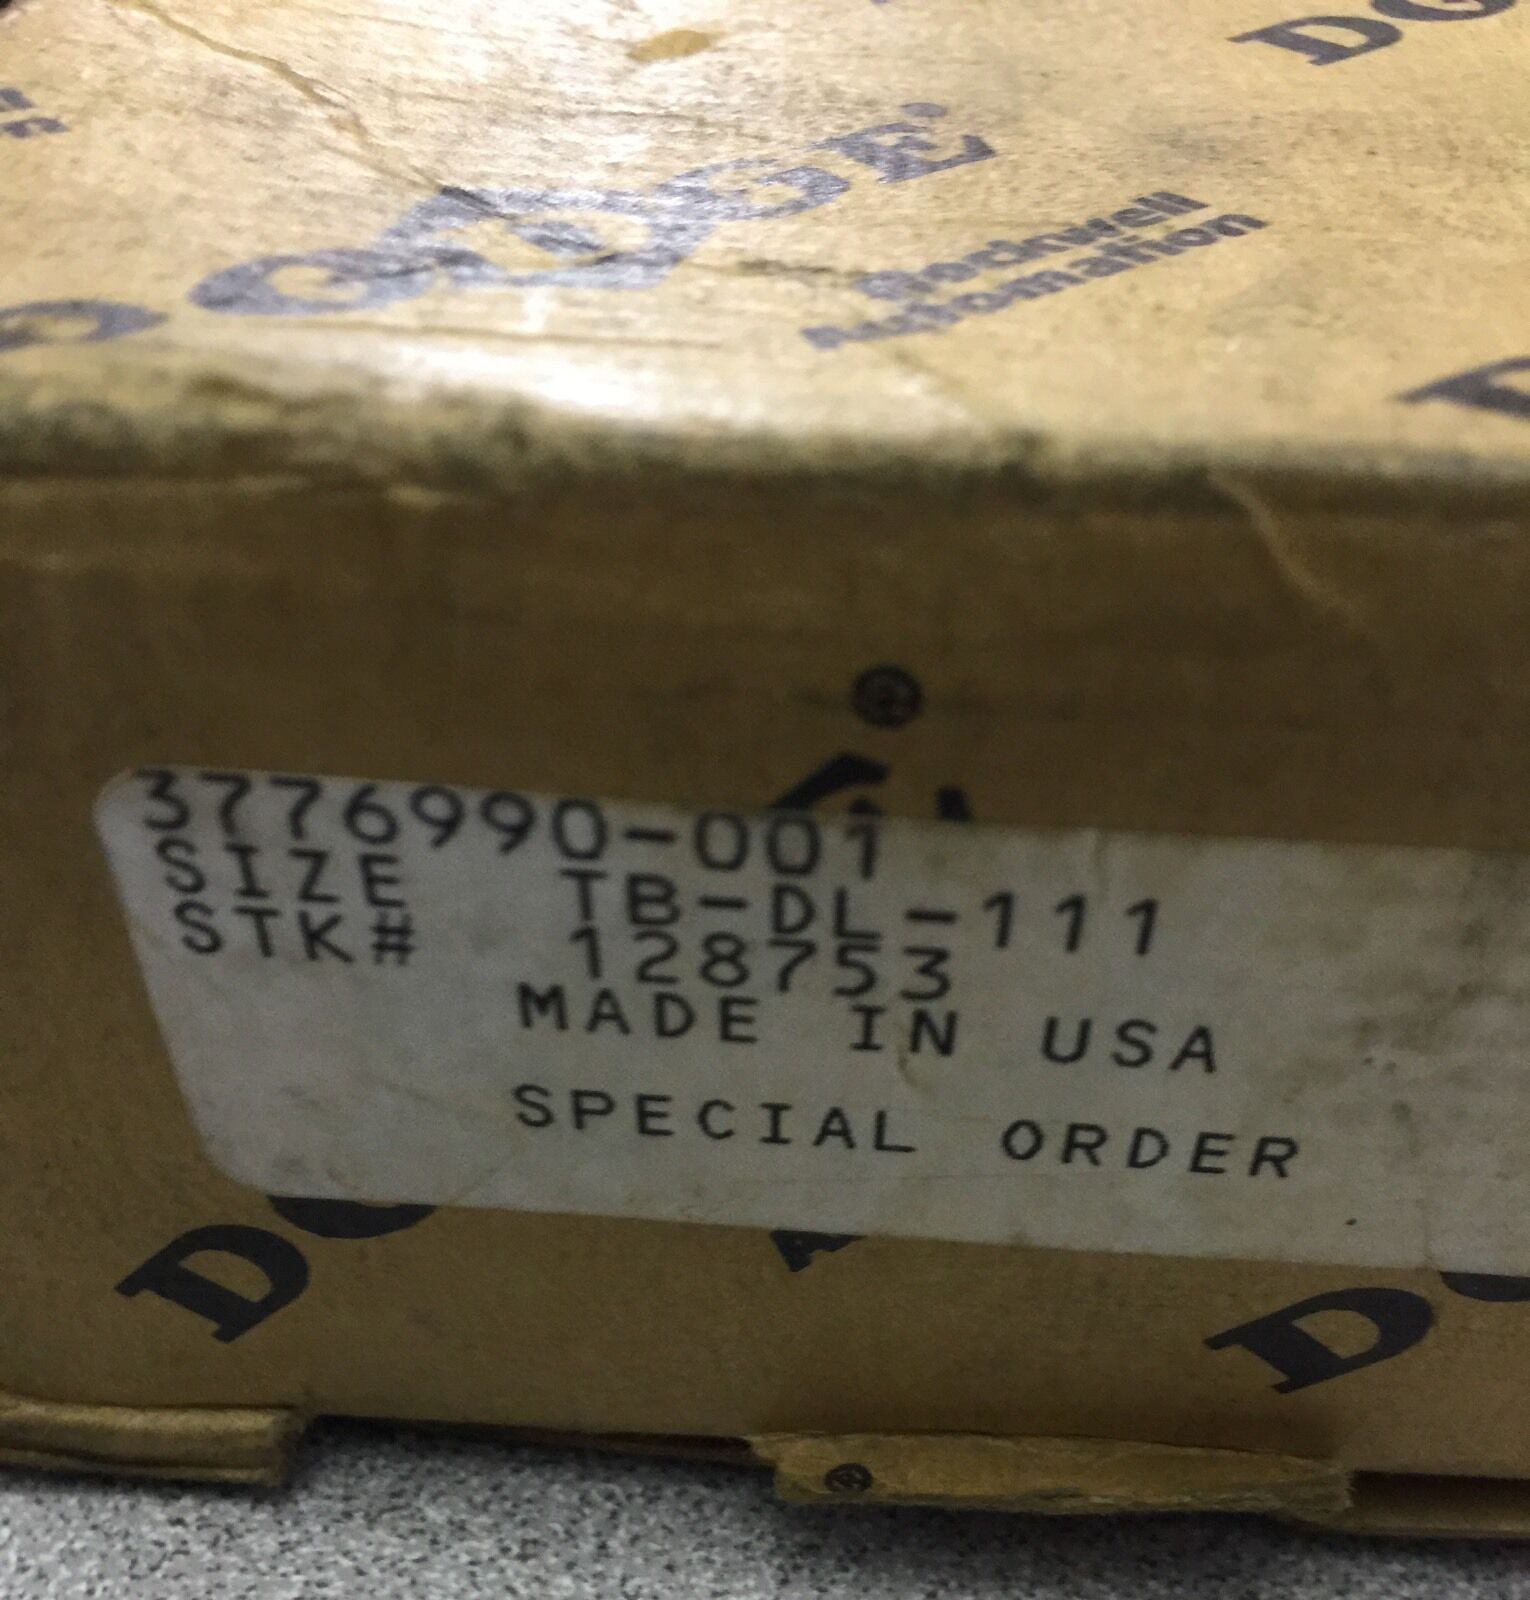 DODGE
Rockwell
Automation
3776990-001
SIZE TB-DL-111
STK# 128753
MADE IN USA
SPECIAL ORDER